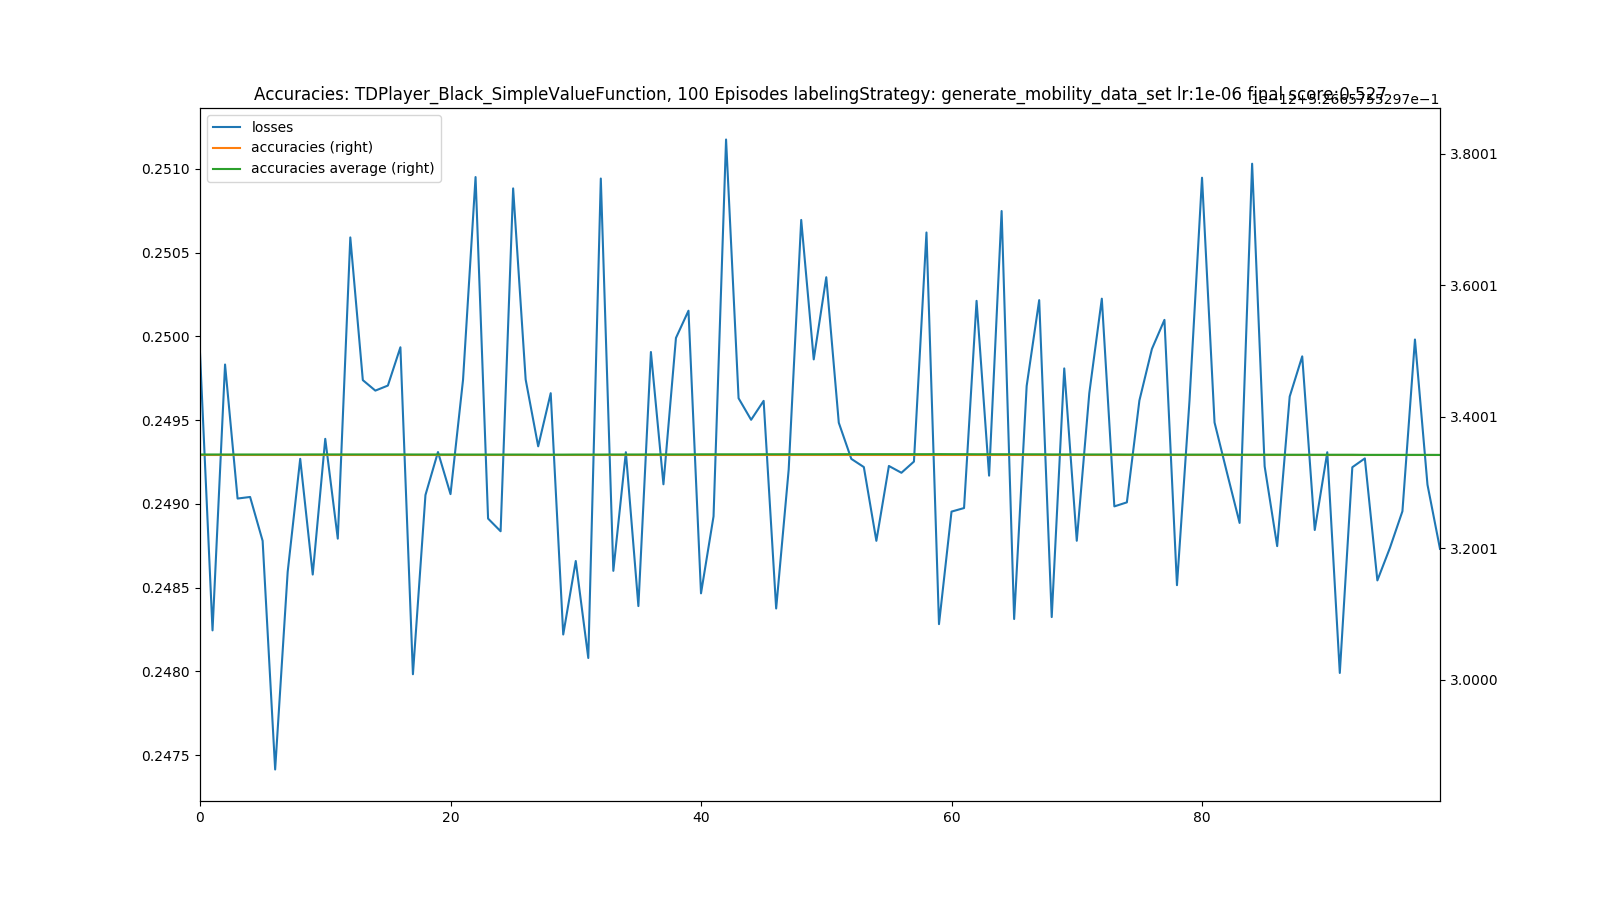 Accuracies: TDPlayer_Black_SimpleValueFunction, 100 Episodes labelingStrategy: generate_mobility_data_set lr:1e-06 final score:0.527
1e−12+5.2665755297e−1
losses
accuracies (right)
accuracies average (right)
0.2510
0.2505
0.2500
0.2495
0.2490
0.2485
0.2480
0.2475
3.8001
3.6001
3.4001
3.2001
3.0000
0 20 40 60 80